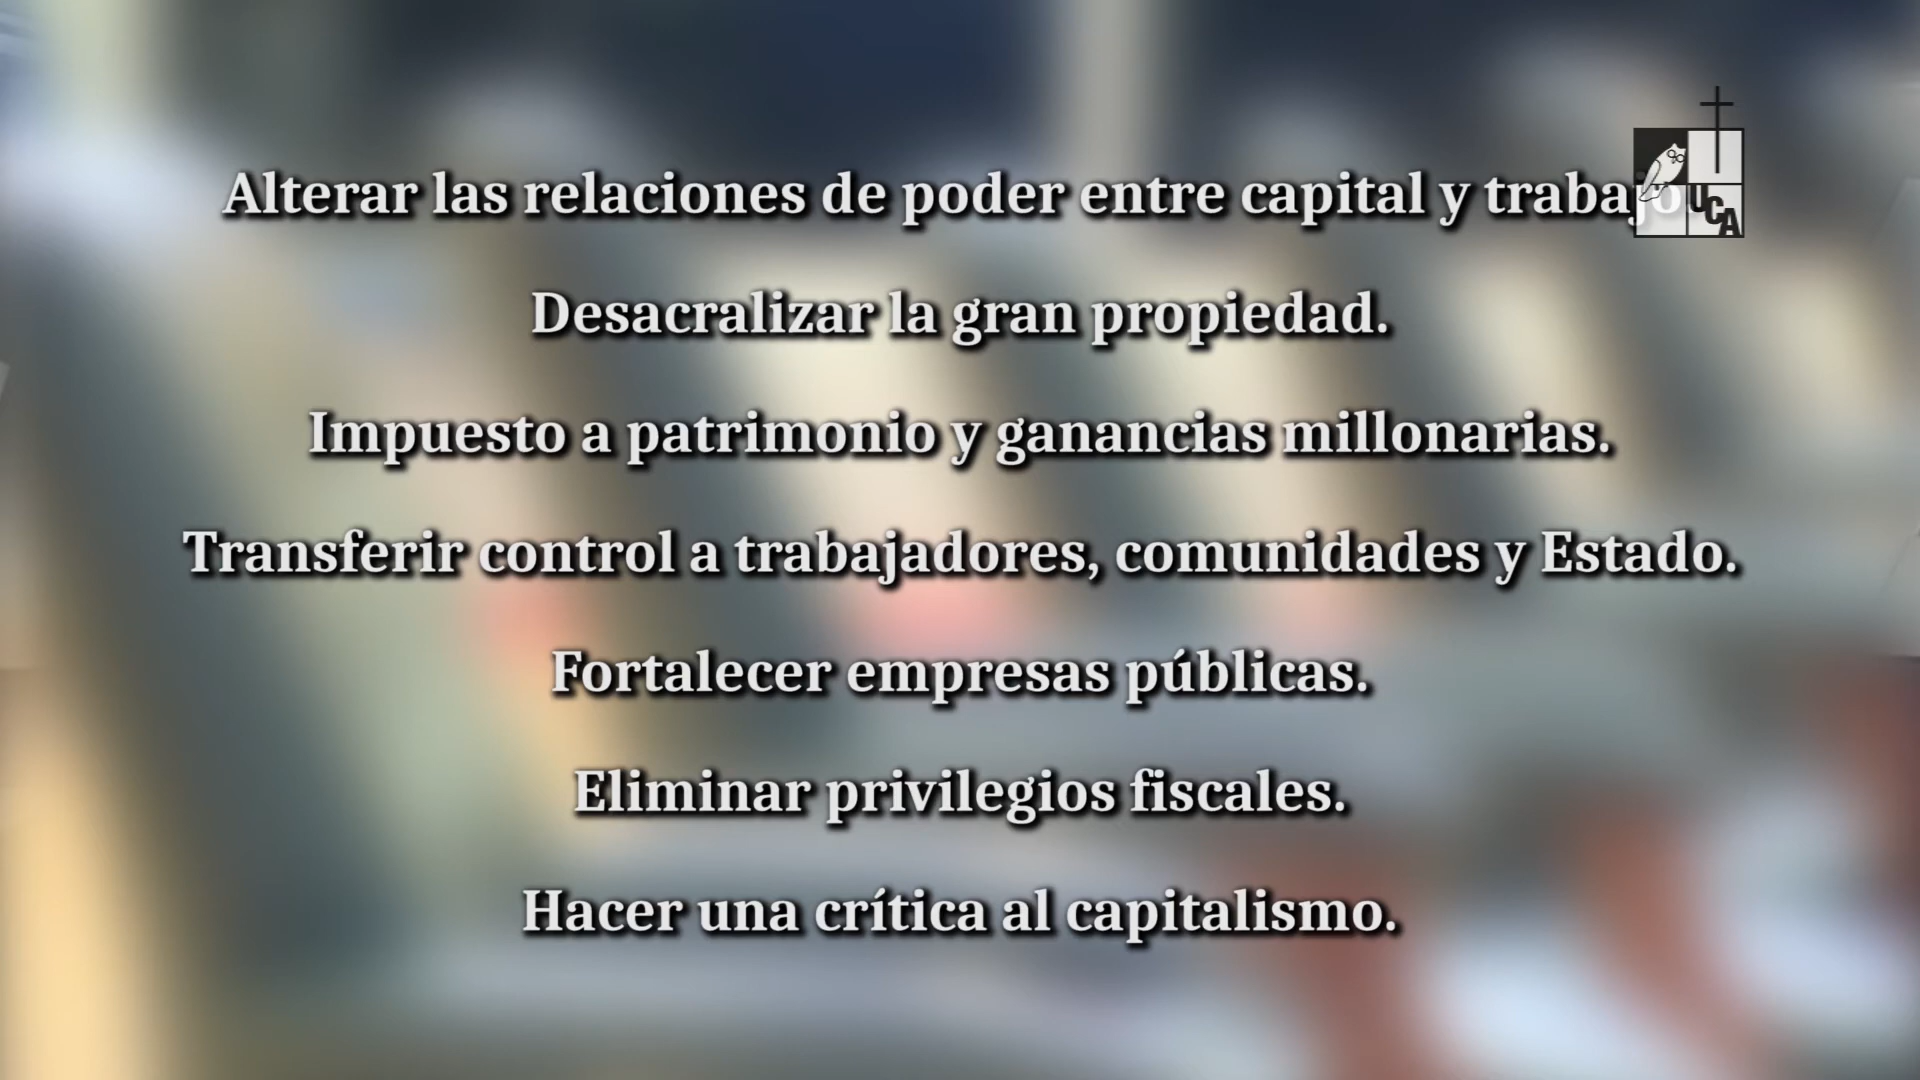 Alterar las relaciones de poder entre capital y trabajo.
Desacralizar la gran propiedad.
Impuesto a patrimonio y ganancias millonarias.
Transferir control a trabajadores, comunidades y Estado.
Fortalecer empresas públicas.
Eliminar privilegios fiscales.
Hacer una crítica al capitalismo.
UCA